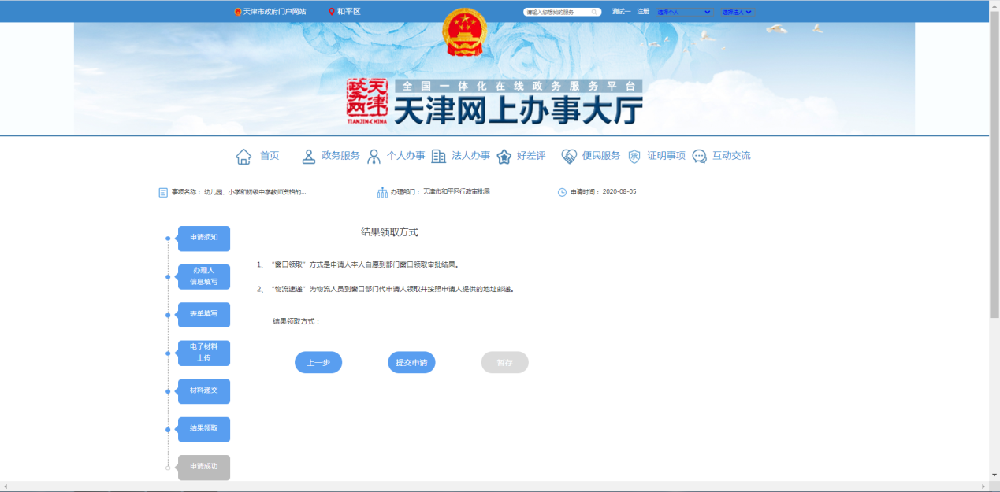 天津市政府门户网站 和平区 请输入您想找的服务 测试一 注册 选择个人 选择法人
全国一体化在线政务服务平台
天津政务网
TIANJIN-CHINA
天津网上办事大厅
首页 政务服务 个人办事 法人办事 好差评 便民服务 证明事项 互动交流
事项名称： 幼儿园、小学和初级中学教师资格的... 办理部门： 天津市和平区行政审批局 申请时间： 2020-08-05
申请须知
办理人
信息填写
表单填写
电子材料
上传
材料递交
结果领取
申请成功
结果领取方式
1、“窗口领取”方式是申请人本人自愿到部门窗口领取审批结果。
2、“物流速递”为物流人员到窗口部门代申请人领取并按照申请人提供的地址邮递。
结果领取方式：
上一步 提交申请 暂存